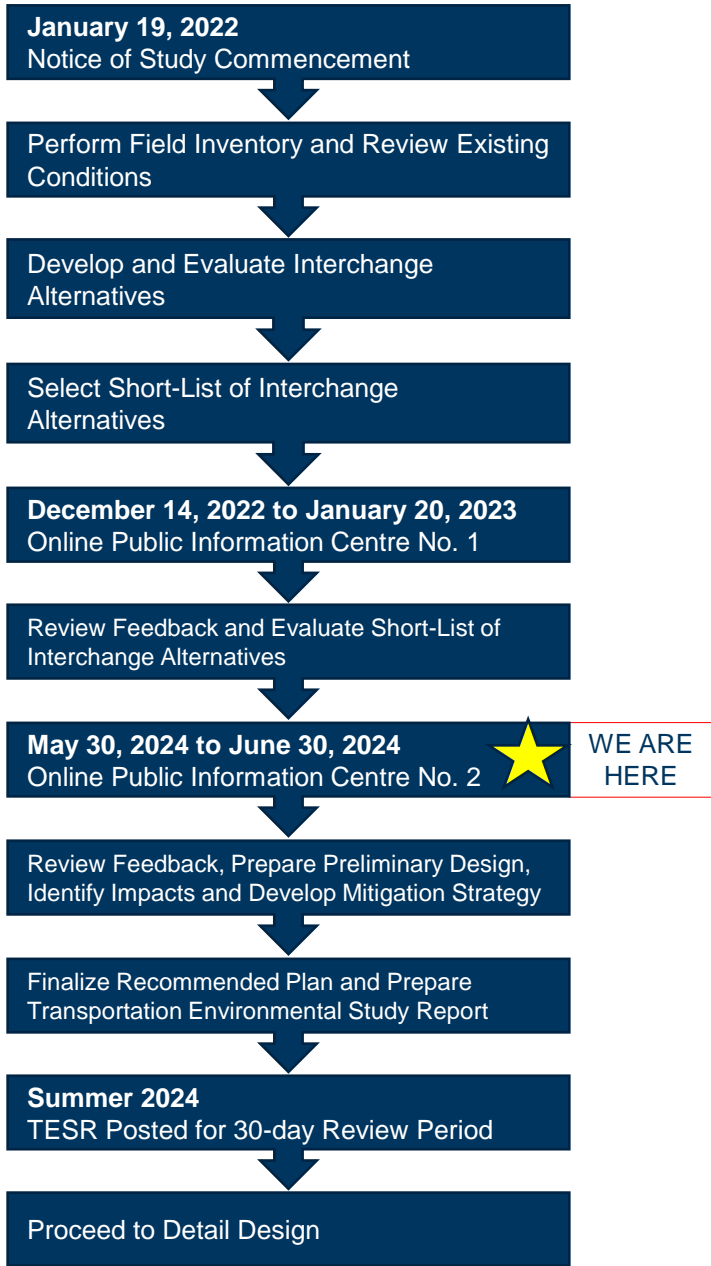 January 19, 2022
Notice of Study Commencement
Perform Field Inventory and Review Existing
Conditions
Develop and Evaluate Interchange
Alternatives
Select Short-List of Interchange
Alternatives
December 14, 2022 to January 20, 2023
Online Public Information Centre No. 1
Review Feedback and Evaluate Short-List of
Interchange Alternatives
May 30, 2024 to June 30, 2024
Online Public Information Centre No. 2
WE ARE
HERE
Review Feedback, Prepare Preliminary Design,
Identify Impacts and Develop Mitigation Strategy
Finalize Recommended Plan and Prepare
Transportation Environmental Study Report
Summer 2024
TESR Posted for 30-day Review Period
Proceed to Detail Design